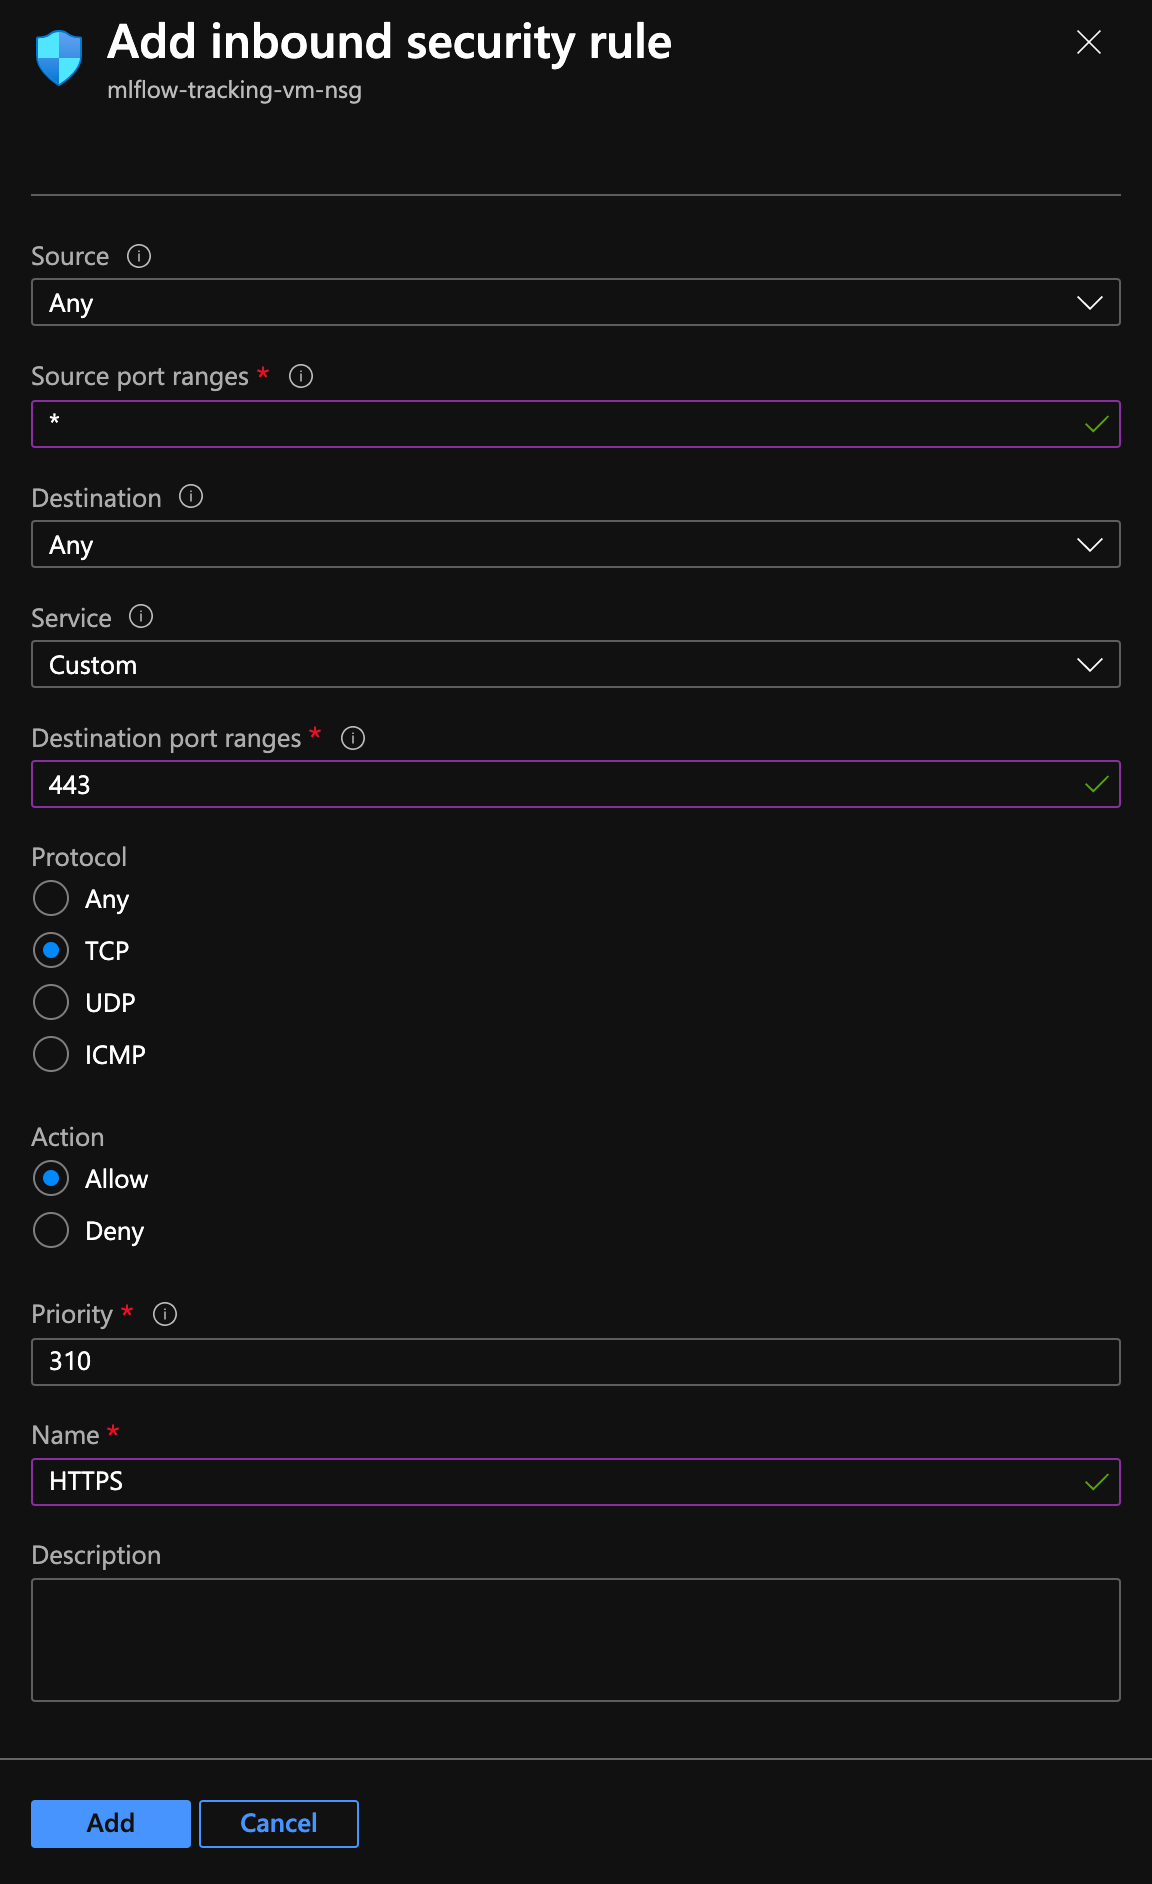 Add inbound security rule
mlflow-tracking-vm-nsg
Source
Any
Source port ranges *
*
Destination
Any
Service
Custom
Destination port ranges *
443
Protocol
Any
TCP
UDP
ICMP
Action
Allow
Deny
Priority *
310
Name *
HTTPS
Description
Add
Cancel